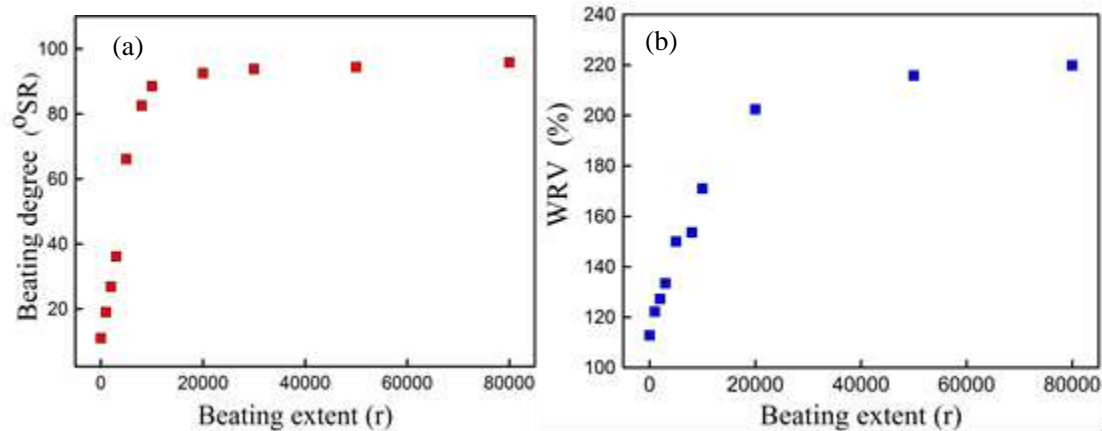 (a)
100
80
60
40
20
Beating degree (°SR)
0 20000 40000 60000 80000
Beating extent (r)
(b)
240
220
200
180
160
140
120
100
WRV (%)
0 20000 40000 60000 80000
Beating extent (r)